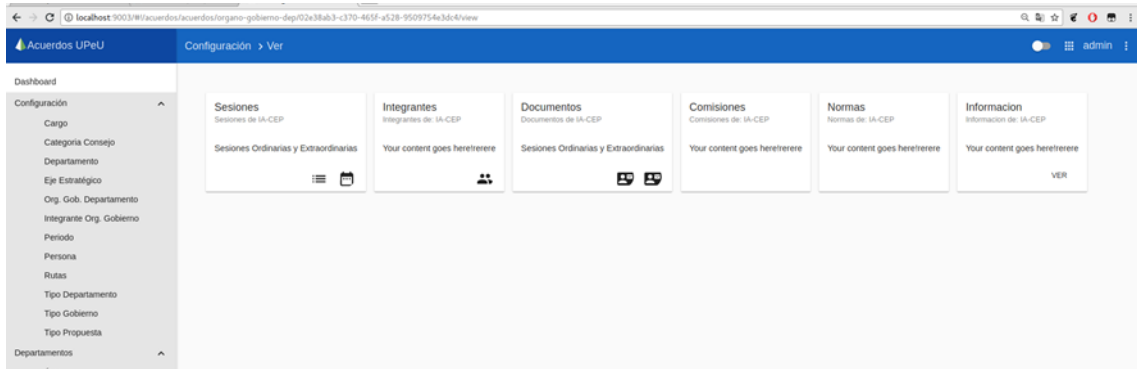 localhost:9003/#!/acuerdos/acuerdos/organo-gobierno-dep/02e38ab3-c370-465f-a528-9509754e3dc4/view
Acuerdos UPeU
Configuración > Ver
admin
Dashboard
Configuración
Cargo
Categoria Consejo
Departamento
Eje Estratégico
Org. Gob. Departamento
Integrante Org. Gobierno
Periodo
Persona
Rutas
Tipo Departamento
Tipo Gobierno
Tipo Propuesta
Departamentos
Sesiones
Sesiones de IA-CEP
Sesiones Ordinarias y Extraordinarias
Integrantes
Integrantes de: IA-CEP
Your content goes here!rerere
Documentos
Documentos de IA-CEP
Sesiones Ordinarias y Extraordinarias
Comisiones
Comisiones de: IA-CEP
Your content goes here!rerere
Normas
Normas de: IA-CEP
Your content goes here!rerere
Informacion
Informacion de: IA-CEP
Your content goes here!rerere
VER